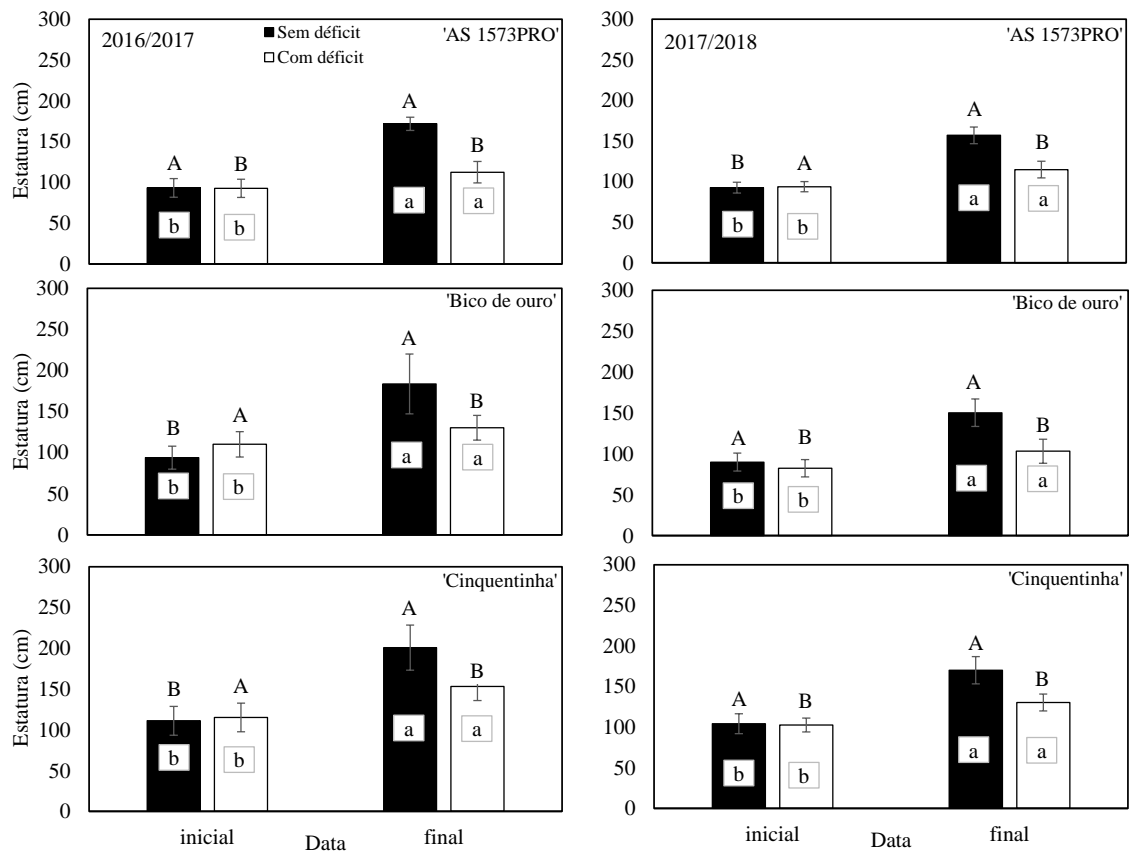 2016/2017
Sem déficit
Com déficit
'AS 1573PRO'
Estatura (cm)
300
250
200
150
100
50
0
A
B
A
B
b
b
a
a
2017/2018
'AS 1573PRO'
300
250
200
150
100
50
0
B
A
A
B
b
b
a
a
'Bico de ouro'
Estatura (cm)
300
250
200
150
100
50
0
B
A
A
B
b
b
a
a
'Bico de ouro'
300
250
200
150
100
50
0
A
B
A
B
b
b
a
a
'Cinquentinha'
Estatura (cm)
300
250
200
150
100
50
0
B
A
A
B
b
b
a
a
inicial
Data
final
'Cinquentinha'
300
250
200
150
100
50
0
A
B
A
B
b
b
a
a
inicial
Data
final